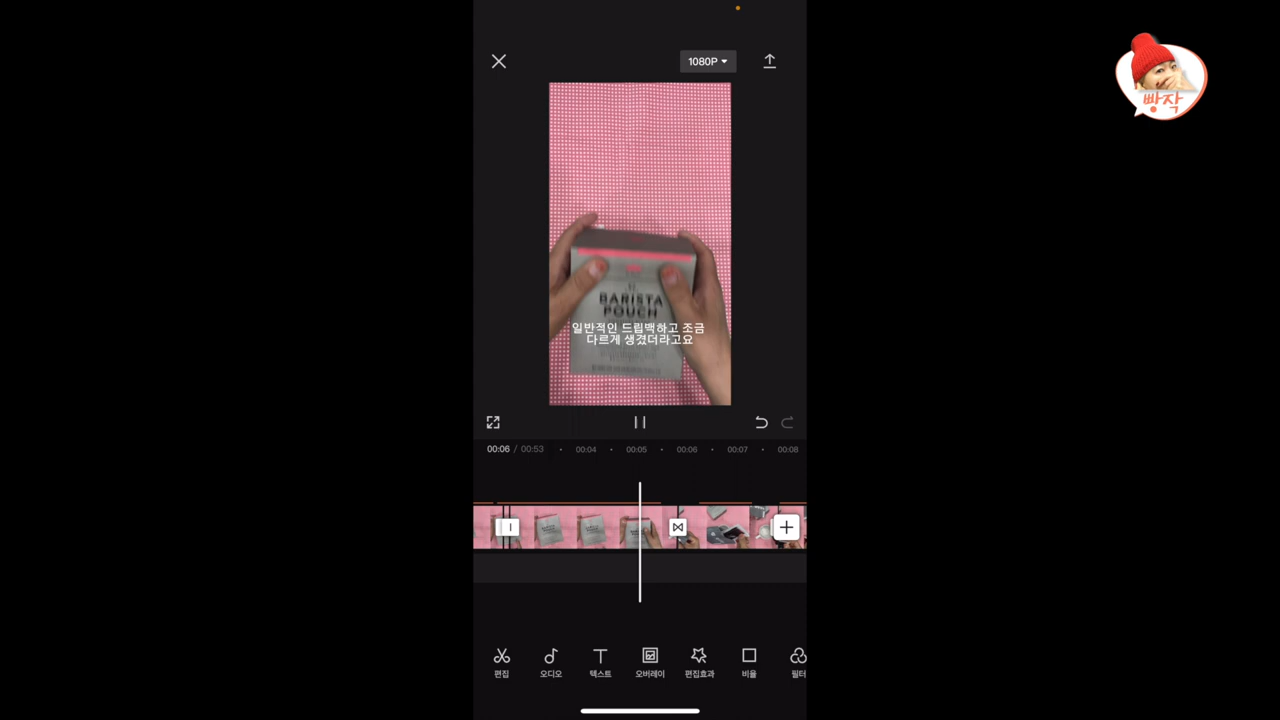 1080P
빵작
BARISTA
POUCH
일반적인 드립백하고 조금
다르게 생겼더라고요
00:06 / 00:53
00:04
00:05
00:06
00:07
00:08
편집
오디오
텍스트
오버레이
편집효과
비율
필터